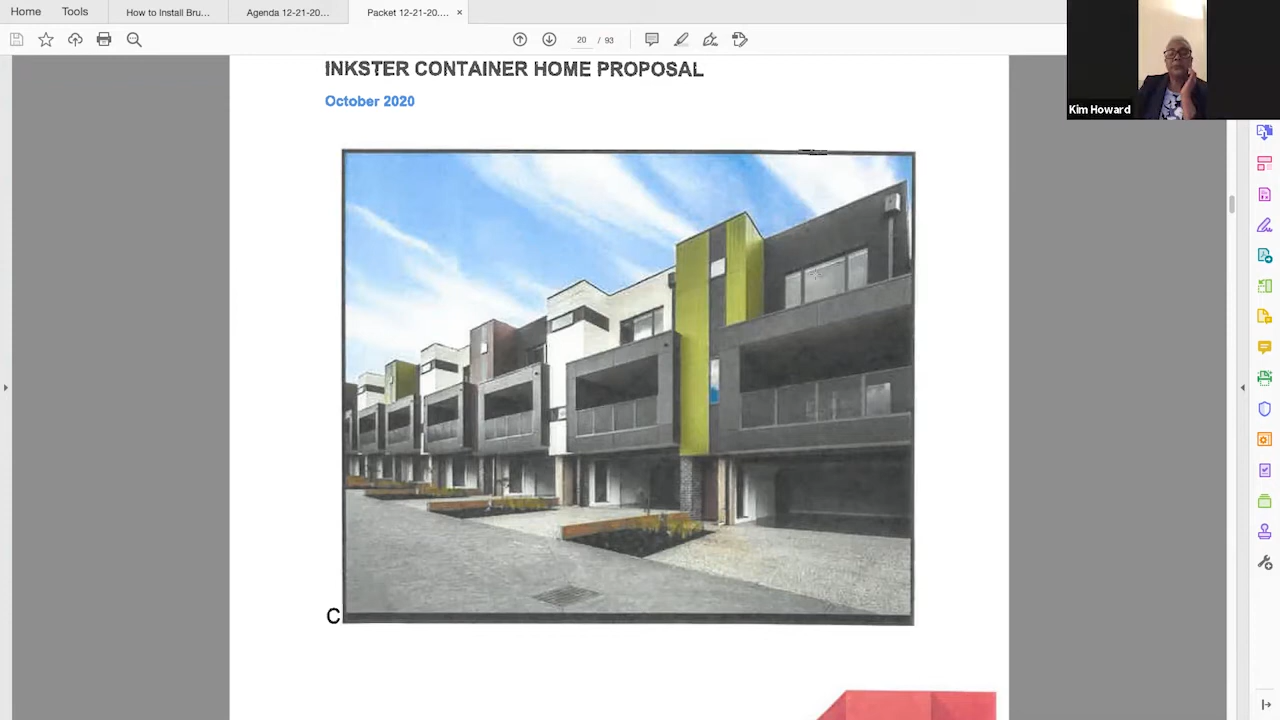 Home
Tools
How to Install Bru...
Agenda 12-21-20...
Packet 12-21-20....
×
20 / 93
Kim Howard
INKSTER CONTAINER HOME PROPOSAL
October 2020
C